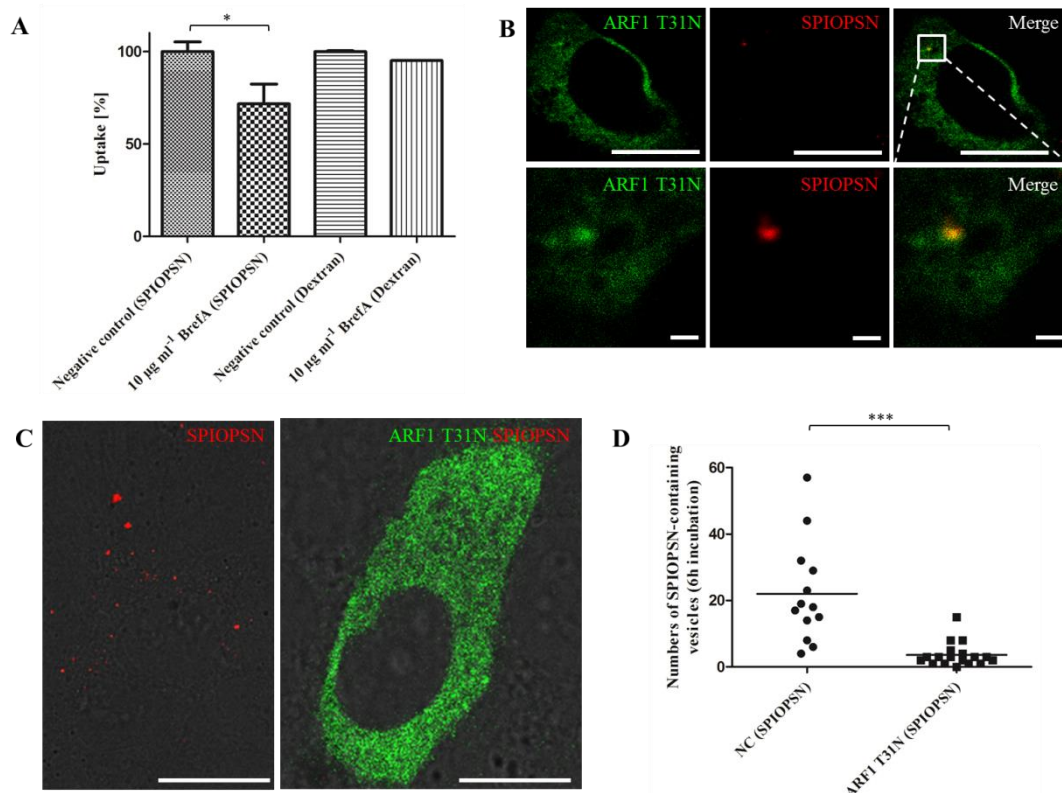 A
*
Uptake [%]
100
50
0
Negative control (SPIOPSN)
10 µg ml⁻¹ BrefA (SPIOPSN)
Negative control (Dextran)
10 µg ml⁻¹ BrefA (Dextran)
B
ARF1 T31N
SPIOPSN
Merge
ARF1 T31N
SPIOPSN
Merge
C
SPIOPSN
ARF1 T31N SPIOPSN
D
***
Numbers of SPIOPSN-containing
vesicles (6h incubation)
60
40
20
0
NC (SPIOPSN)
ARF1 T31N (SPIOPSN)